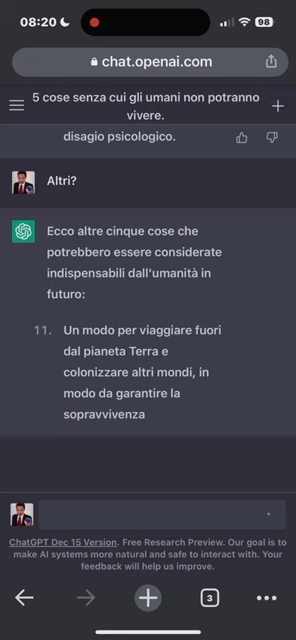 08:20
98
chat.openai.com
5 cose senza cui gli umani non potranno
vivere.
disagio psicologico.
Altri?
Ecco altre cinque cose che
potrebbero essere considerate
indispensabili dall'umanità in
futuro:
11. Un modo per viaggiare fuori
dal pianeta Terra e
colonizzare altri mondi, in
modo da garantire la
sopravvivenza
ChatGPT Dec 15 Version. Free Research Preview. Our goal is to
make AI systems more natural and safe to interact with. Your
feedback will help us improve.
3